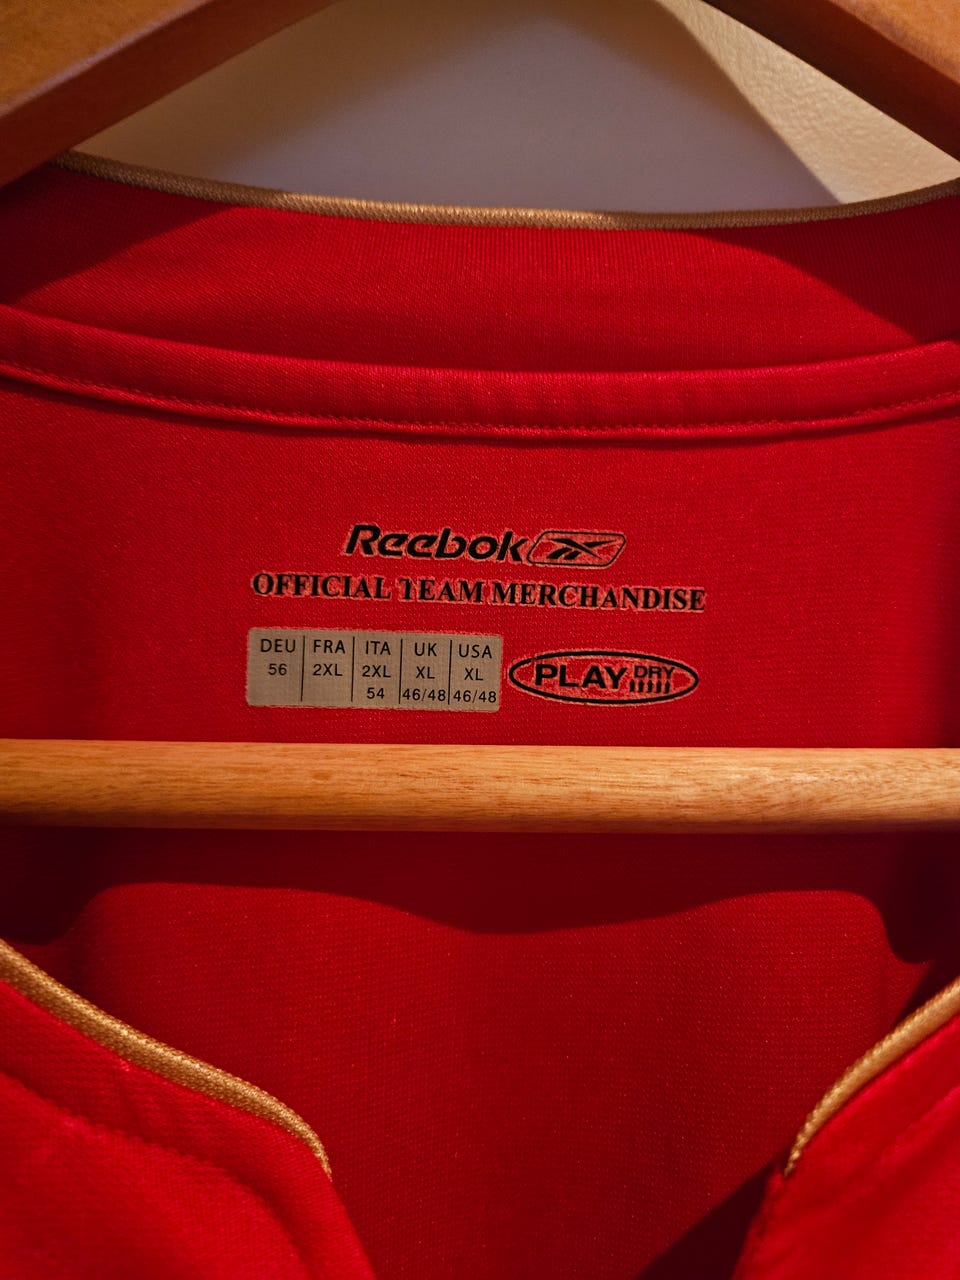 Reebok
OFFICIAL TEAM MERCHANDISE
DEU FRA ITA UK USA
56 2XL 2XL XL XL
54 46/48 46/48
PLAY DRY